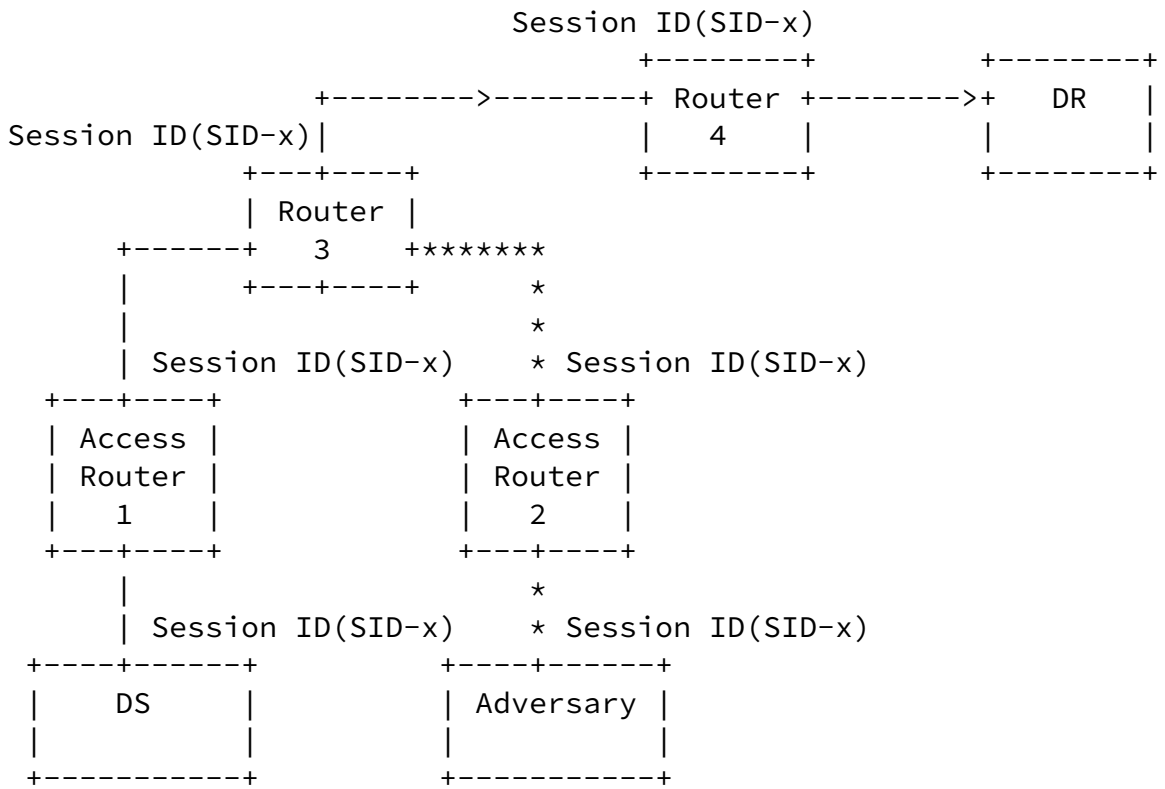 Session ID(SID-x)
+--------+          +--------+
+-------->--------+ Router +-------->+   DR   |
Session ID(SID-x)|                  |   4    |         |        |
+---+----+             +--------+          +--------+
| Router |
+------+   3    +*******
|      +---+----+      *
|                       *
| Session ID(SID-x)    * Session ID(SID-x)
+---+----+              +---+----+
| Access |              | Access |
| Router |              | Router |
|   1    |              |   2    |
+---+----+              +---+----+
|                       *
| Session ID(SID-x)    * Session ID(SID-x)
+----+------+           +----+------+
|    DS     |           | Adversary |
|           |           |           |
+-----------+           +-----------+